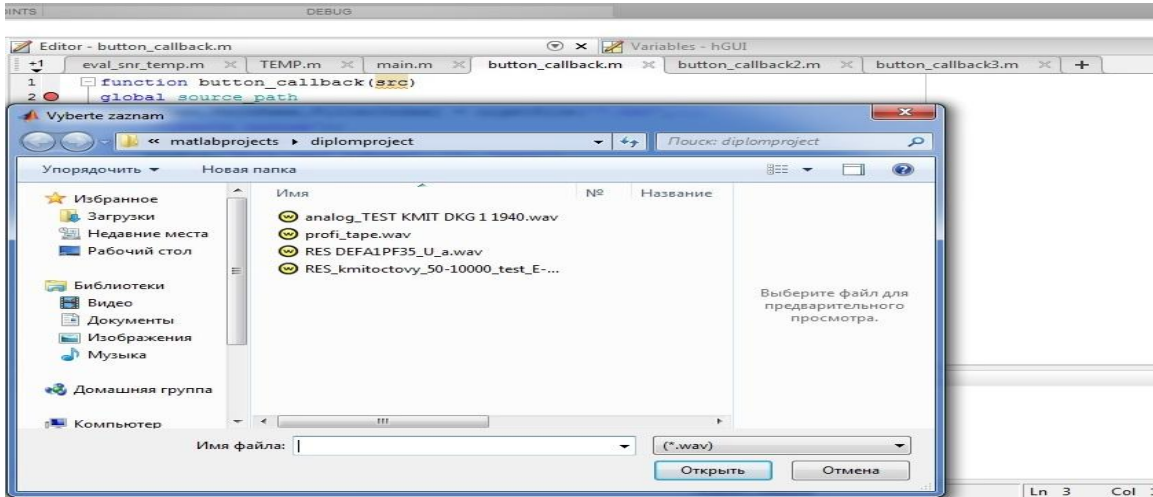 INTS
DEBUG
Editor - button_callback.m
Variables - hGUI
+1
eval_snr_temp.m
TEMP.m
main.m
button_callback.m
button_callback2.m
button_callback3.m
+
1 function button_callback(src)
2 global source_path
Vyberte zaznam
« matlabprojects ▸ diplomproject
Поиск: diplomproject
Упорядочить
Новая папка
Избранное
Загрузки
Недавние места
Рабочий стол
Библиотеки
Видео
Документы
Изображения
Музыка
Домашняя группа
Компьютер
Имя
№
Название
analog_TEST KMIT DKG 1 1940.wav
profi_tape.wav
RES DEFA1PF35_U_a.wav
RES_kmitoctovy_50-10000_test_E-...
Выберите файл для
предварительного
просмотра.
Имя файла:
(*.wav)
Открыть
Отмена
Ln 3 Col